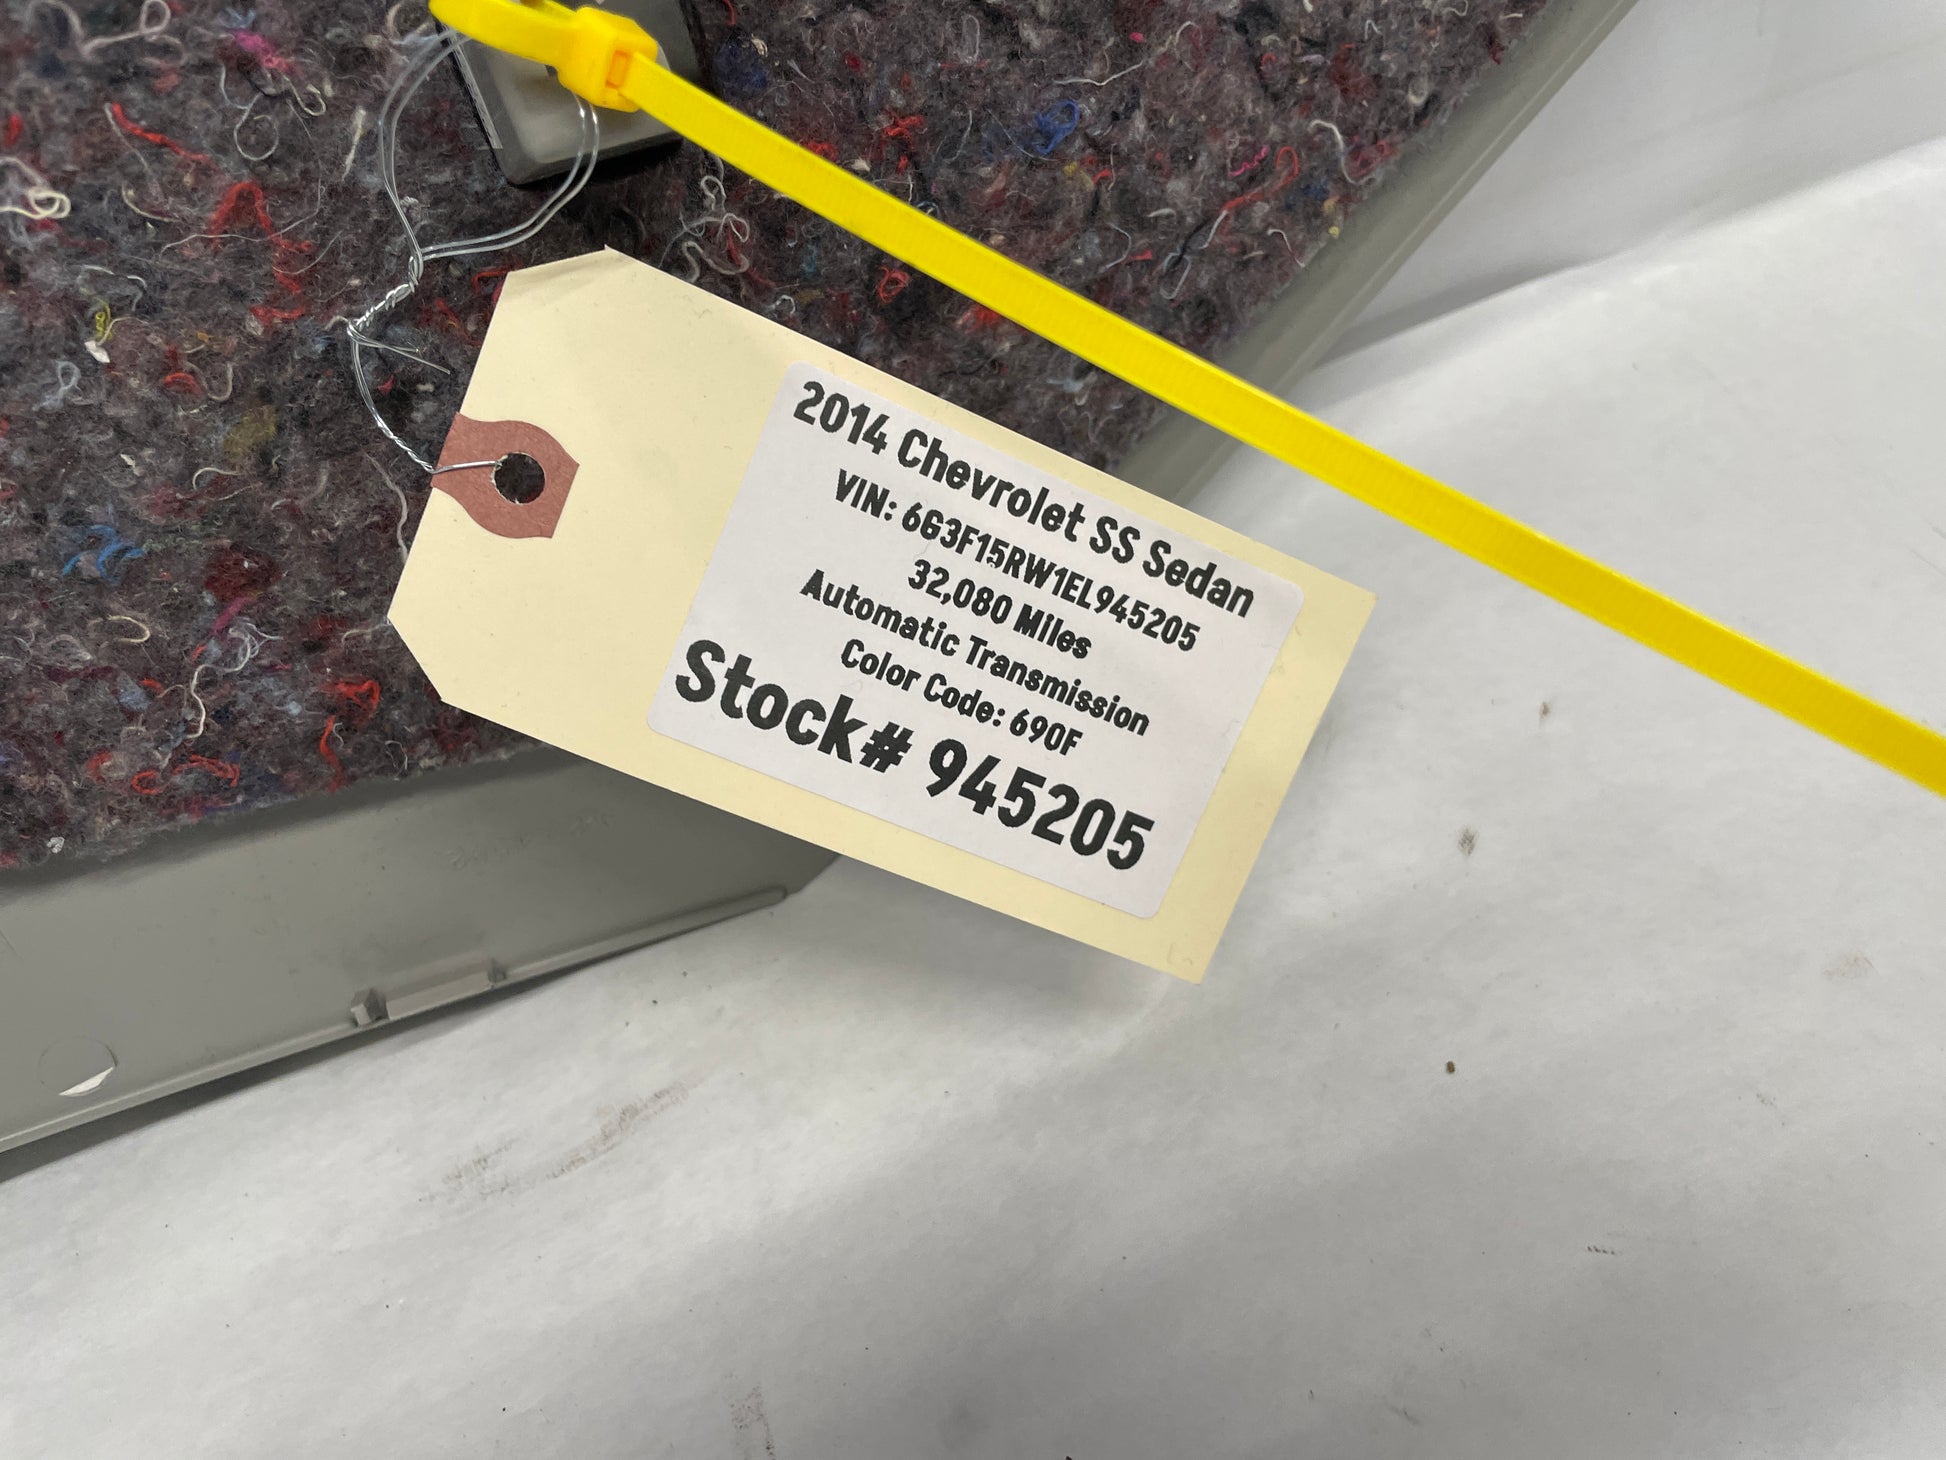 2014 Chevrolet SS Sedan
VIN: 6G3F15RW1EL945205
32,080 Miles
Automatic Transmission
Color Code: 690F
Stock# 945205